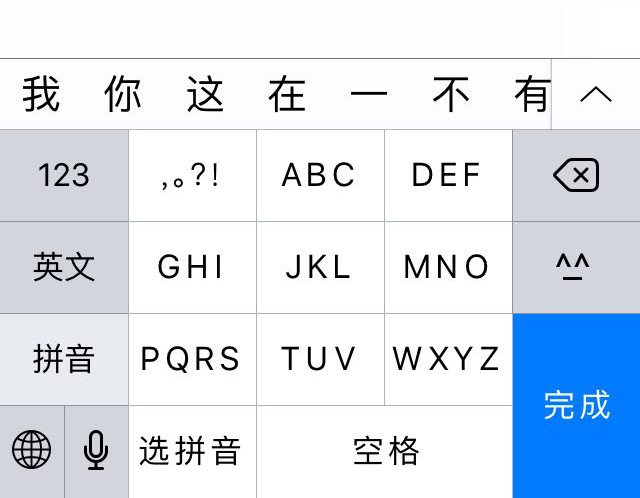 我 你 这 在 一 不 有
123 ,。?! ABC DEF
英文 GHI JKL MNO ^^
拼音 PQRS TUV WXYZ
完成
选拼音 空格